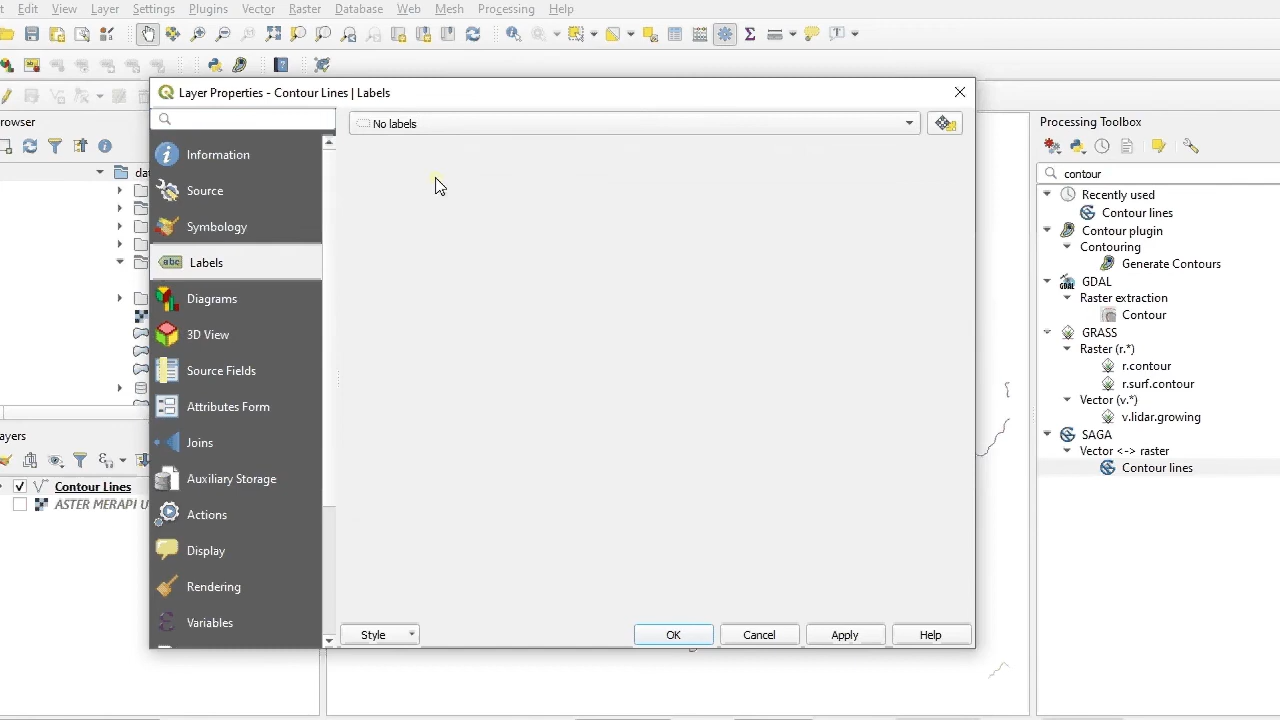 Edit View Layer Settings Plugins Vector Raster Database Web Mesh Processing Help
Layer Properties - Contour Lines | Labels
No labels
Information
Source
Symbology
abc Labels
Diagrams
3D View
Source Fields
Attributes Form
Joins
Auxiliary Storage
Actions
Display
Rendering
Variables
Style
OK
Cancel
Apply
Help
Contour Lines
ASTER MERAPI
Processing Toolbox
contour
Recently used
Contour lines
Contour plugin
Contouring
Generate Contours
GDAL
Raster extraction
Contour
GRASS
Raster (r.*)
r.contour
r.surf.contour
Vector (v.*)
v.lidar.growing
SAGA
Vector <-> raster
Contour lines